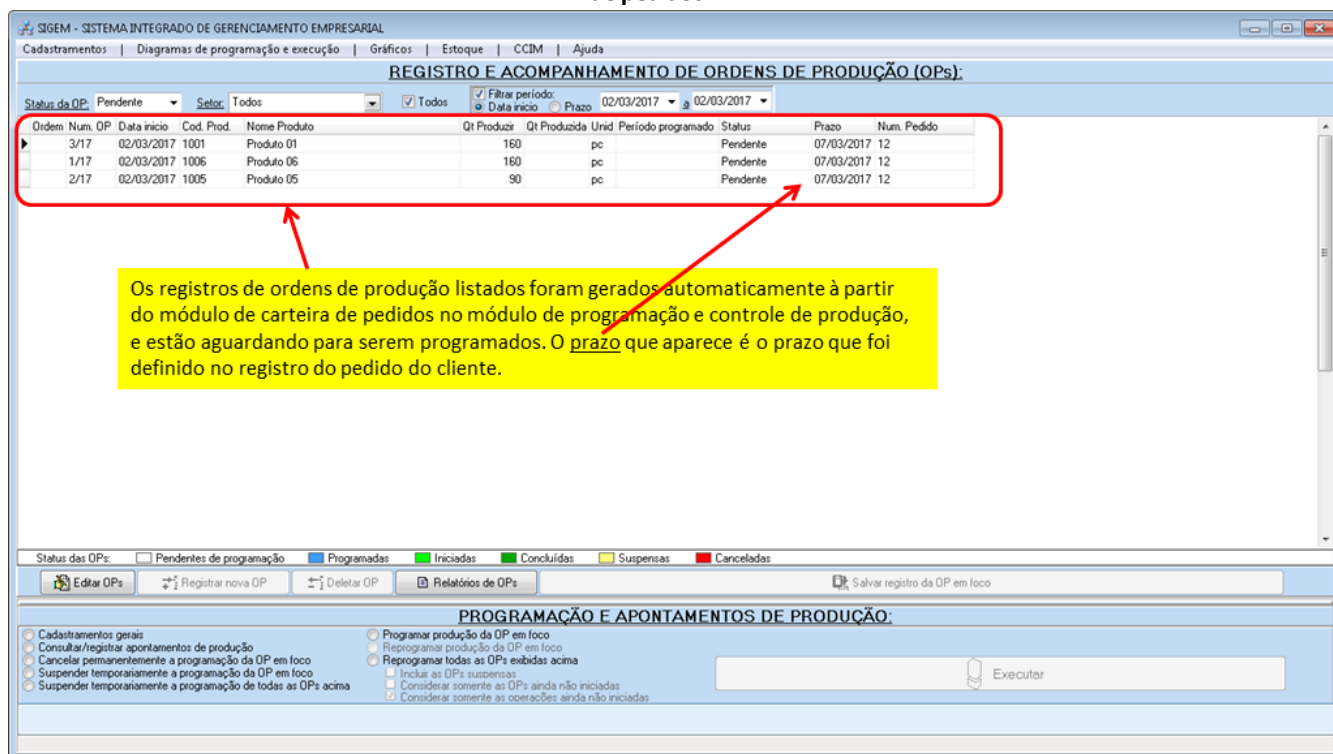 SIGEM - SISTEMA INTEGRADO DE GERENCIAMENTO EMPRESARIAL
Cadastramentos | Diagramas de programação e execução | Gráficos | Estoque | CCIM | Ajuda
REGISTRO E ACOMPANHAMENTO DE ORDENS DE PRODUÇÃO (OPs):
Status da OP: Pendente Setor: Todos Todos Filtrar período: Data inicio Prazo 02/03/2017 a 02/03/2017
Ordem Num. OP Data inicio Cod. Prod. Nome Produto Qt Produzir Qt Produzida Unid Período programado Status Prazo Num. Pedido
3/17 02/03/2017 1001 Produto 01 160 pc Pendente 07/03/2017 12
1/17 02/03/2017 1006 Produto 06 160 pc Pendente 07/03/2017 12
2/17 02/03/2017 1005 Produto 05 90 pc Pendente 07/03/2017 12
Os registros de ordens de produção listados foram gerados automaticamente à partir
do módulo de carteira de pedidos no módulo de programação e controle de produção,
e estão aguardando para serem programados. O prazo que aparece é o prazo que foi
definido no registro do pedido do cliente.
Status das OPs: Pendentes de programação Programadas Iniciadas Concluídas Suspensas Canceladas
Editar OPs Registrar nova OP Deletar OP Relatórios de OPs Salvar registro da OP em foco
PROGRAMAÇÃO E APONTAMENTOS DE PRODUÇÃO:
Cadastramentos gerais
Consultar/registrar apontamentos de produção
Cancelar permanentemente a programação da OP em foco
Suspender temporariamente a programação da OP em foco
Suspender temporariamente a programação de todas as OPs acima
Programar produção da OP em foco
Reprogramar produção da OP em foco
Reprogramar todas as OPs exibidas acima
Incluir as OPs suspensas
Considerar somente as OPs ainda não iniciadas
Considerar somente as operacões ainda não iniciadas
Executar